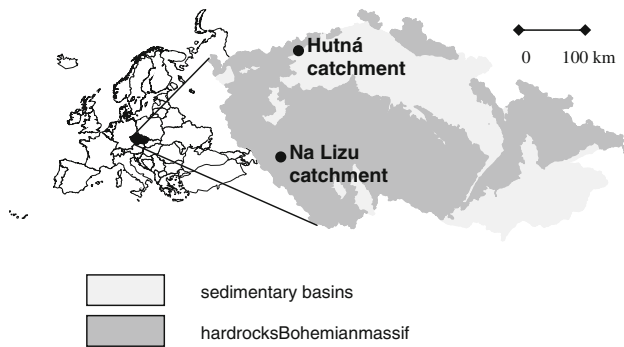 Hutná
catchment
0 100 km
Na Lizu
catchment
sedimentary basins
hardrocksBohemianmassif